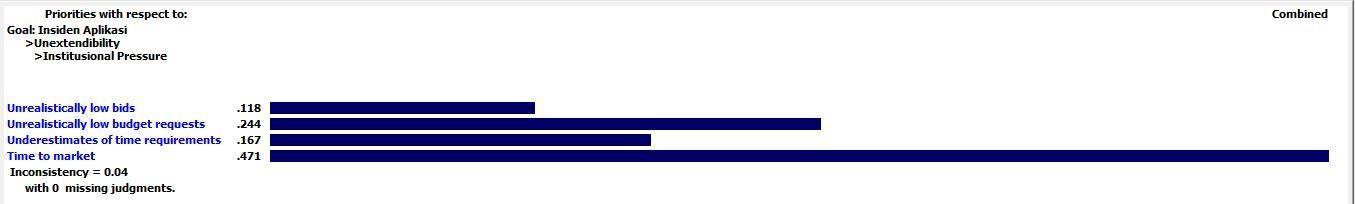 Priorities with respect to: Combined
Goal: Insiden Aplikasi
>Unextendibility
>Institusional Pressure
Unrealistically low bids .118
Unrealistically low budget requests .244
Underestimates of time requirements .167
Time to market .471
Inconsistency = 0.04
with 0 missing judgments.